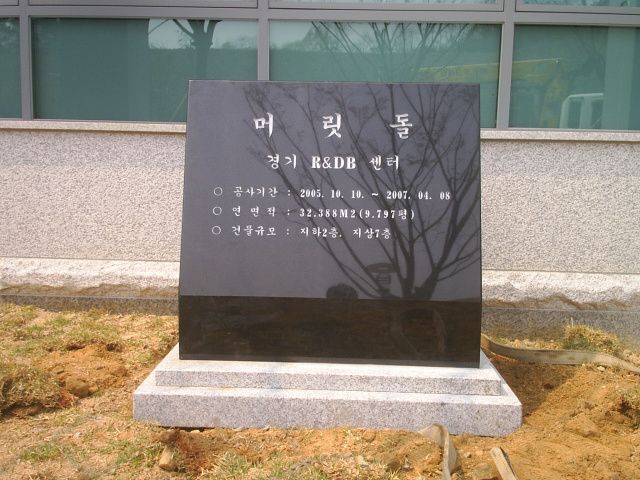 머릿돌
경기 R&DB 센터
○ 공사기간 : 2005. 10. 10. ~ 2007. 04. 08
○ 연면적 : 32.388M2(9.797평)
○ 건물규모 : 지하2층. 지상7층